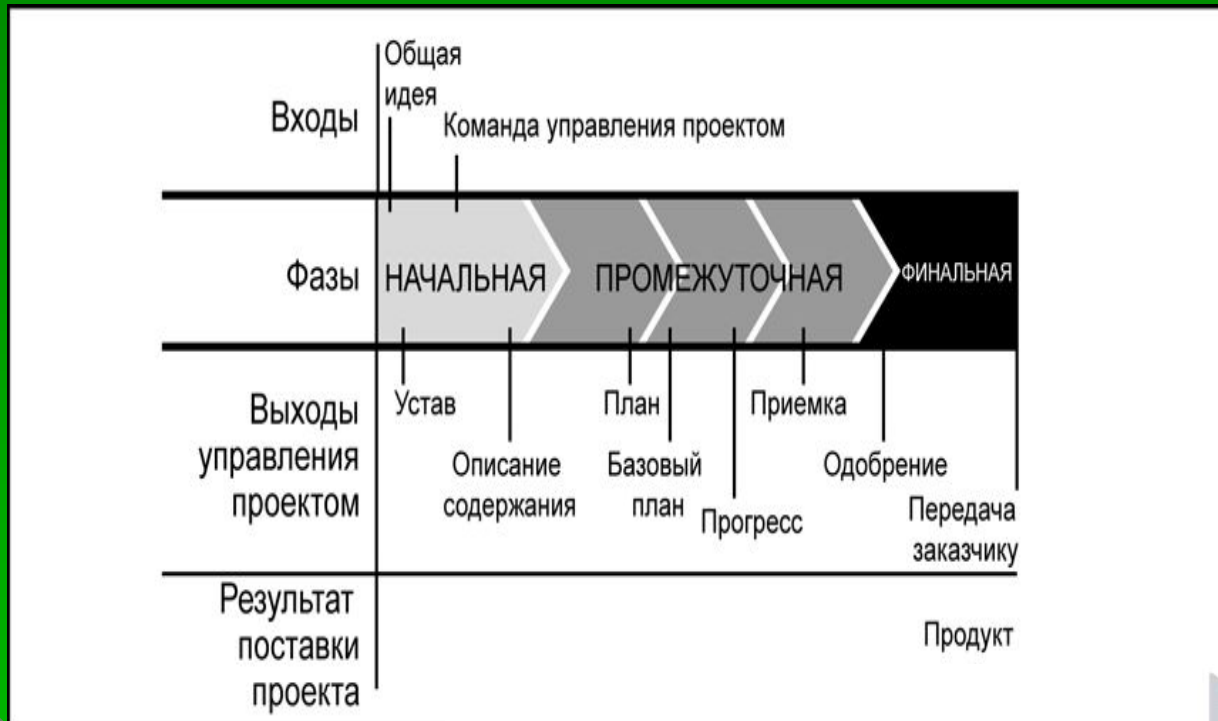 Общая
идея
Входы
Команда управления проектом
Фазы
НАЧАЛЬНАЯ
ПРОМЕЖУТОЧНАЯ
ФИНАЛЬНАЯ
Выходы
управления
проектом
Устав
Описание
содержания
План
Базовый
план
Прогресс
Приемка
Одобрение
Передача
заказчику
Результат
поставки
проекта
Продукт